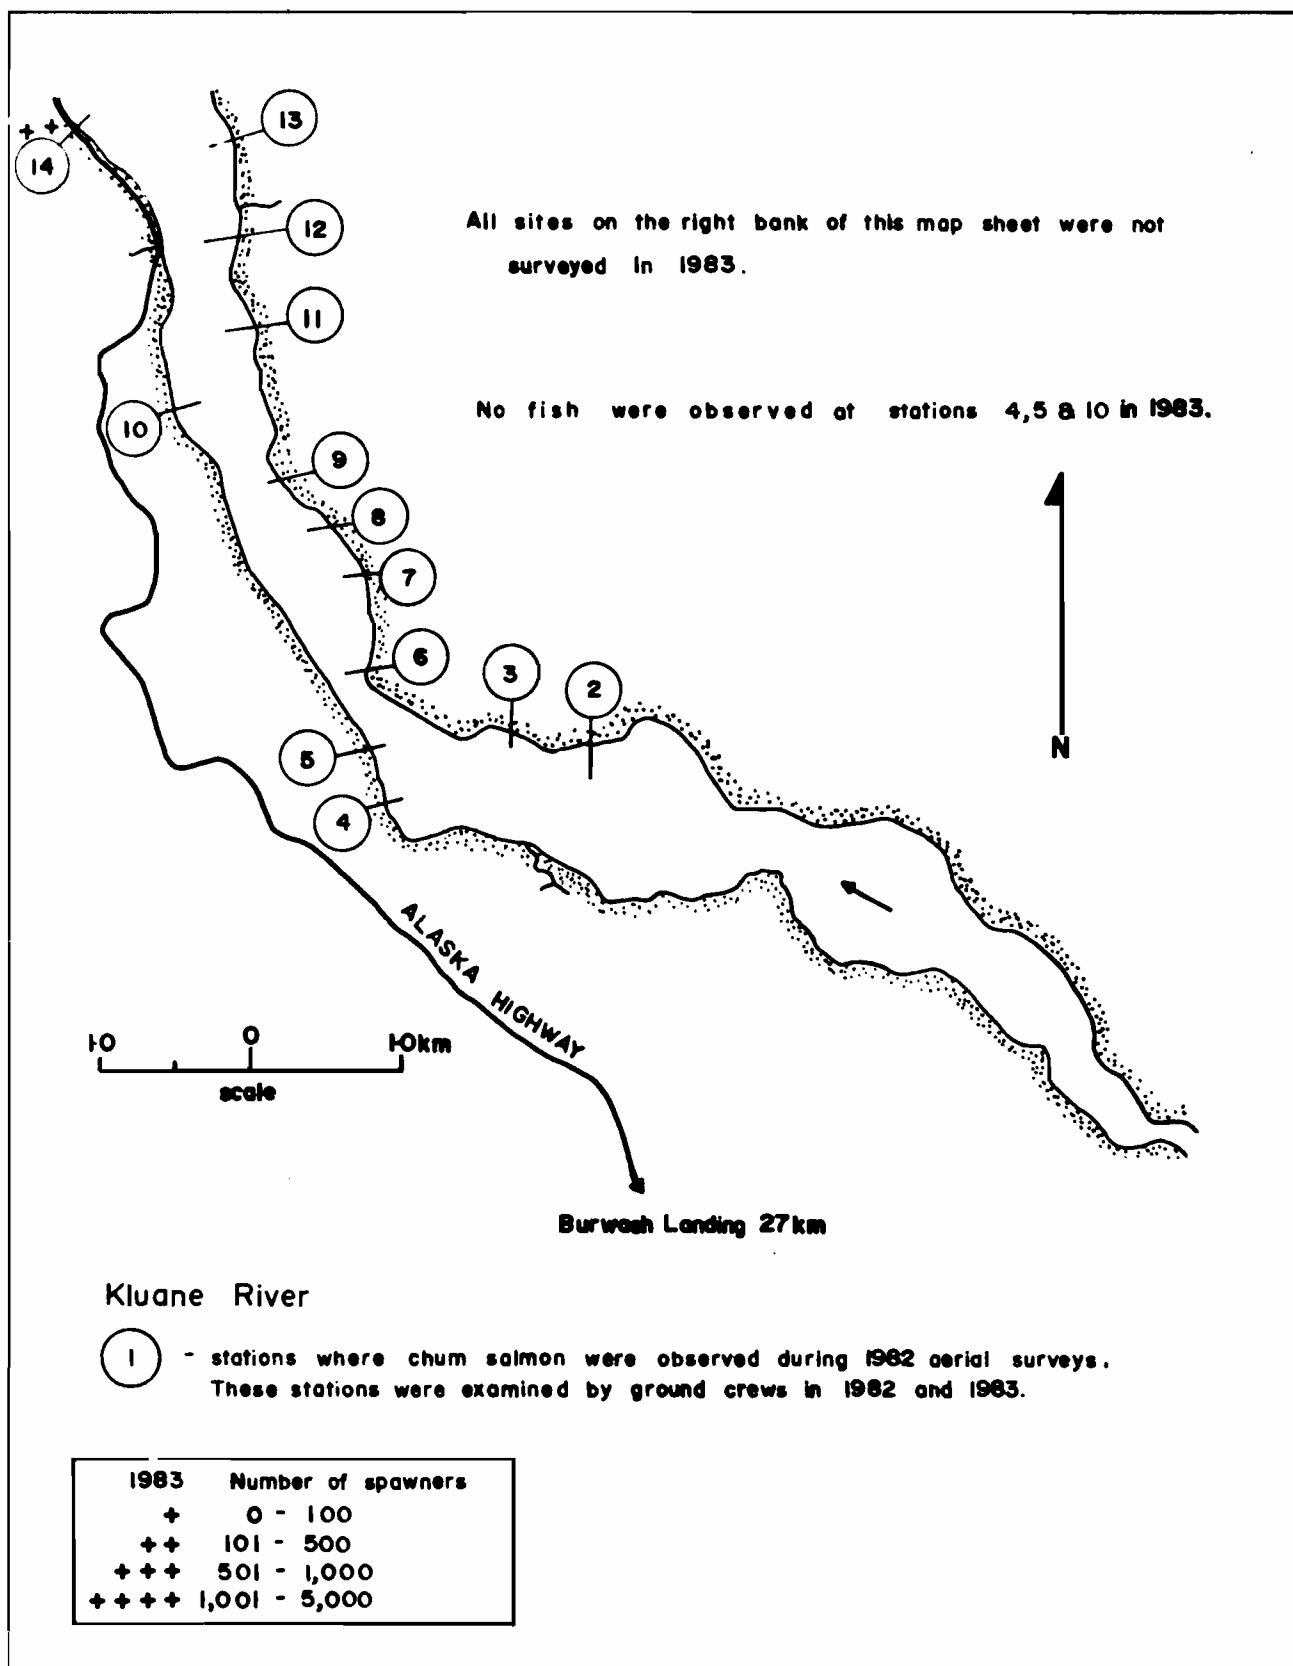 13
+ +
14
12
All sites on the right bank of this map sheet were not
surveyed in 1983.
11
10
No fish were observed at stations 4,5 & 10 in 1983.
9
8
7
6
3
2
5
4
N
ALASKA HIGHWAY
1·0 0 1·0km
scale
Burwash Landing 27km
Kluane River
1 - stations where chum salmon were observed during 1982 aerial surveys.
These stations were examined by ground crews in 1982 and 1983.
1983 Number of spawners
+ 0 - 100
++ 101 - 500
+++ 501 - 1,000
++++ 1,001 - 5,000